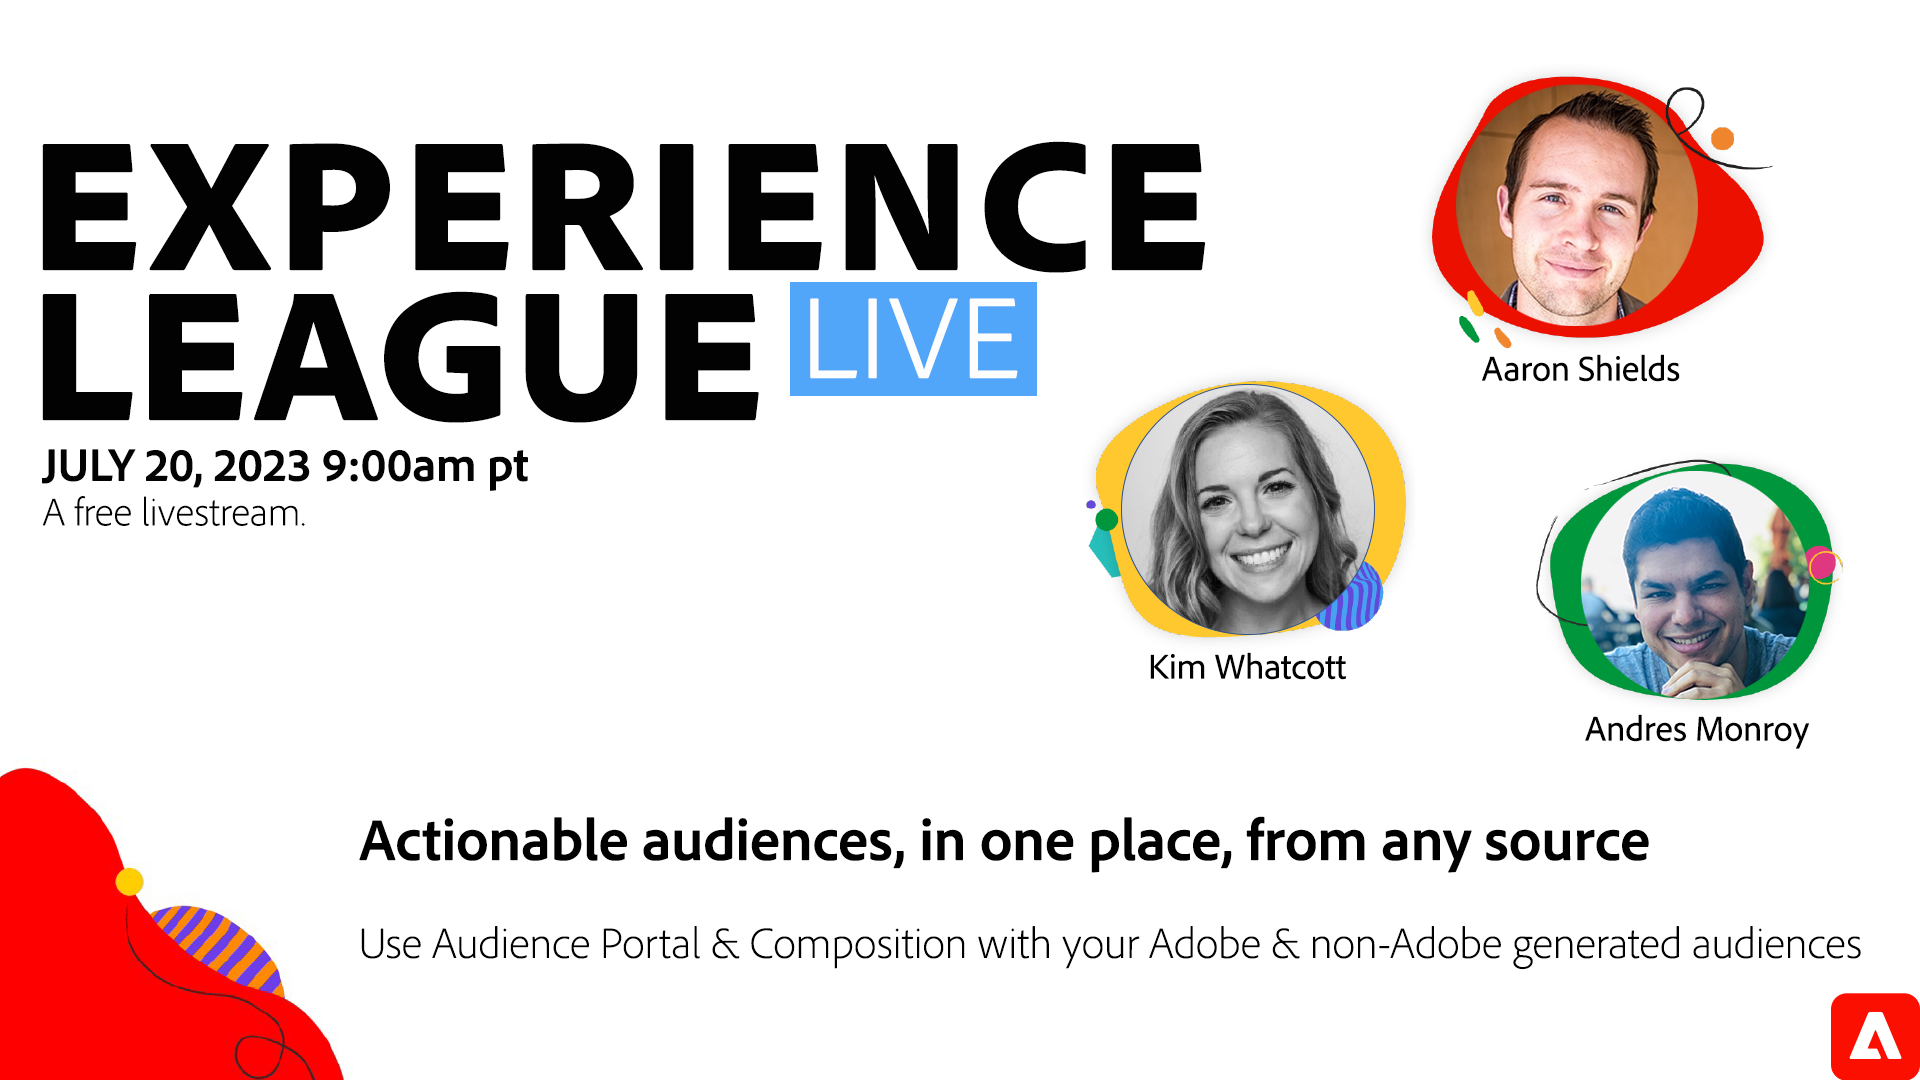 EXPERIENCE
LEAGUE LIVE
JULY 20, 2023 9:00am pt
A free livestream.
Aaron Shields
Kim Whatcott
Andres Monroy
Actionable audiences, in one place, from any source
Use Audience Portal & Composition with your Adobe & non-Adobe generated audiences